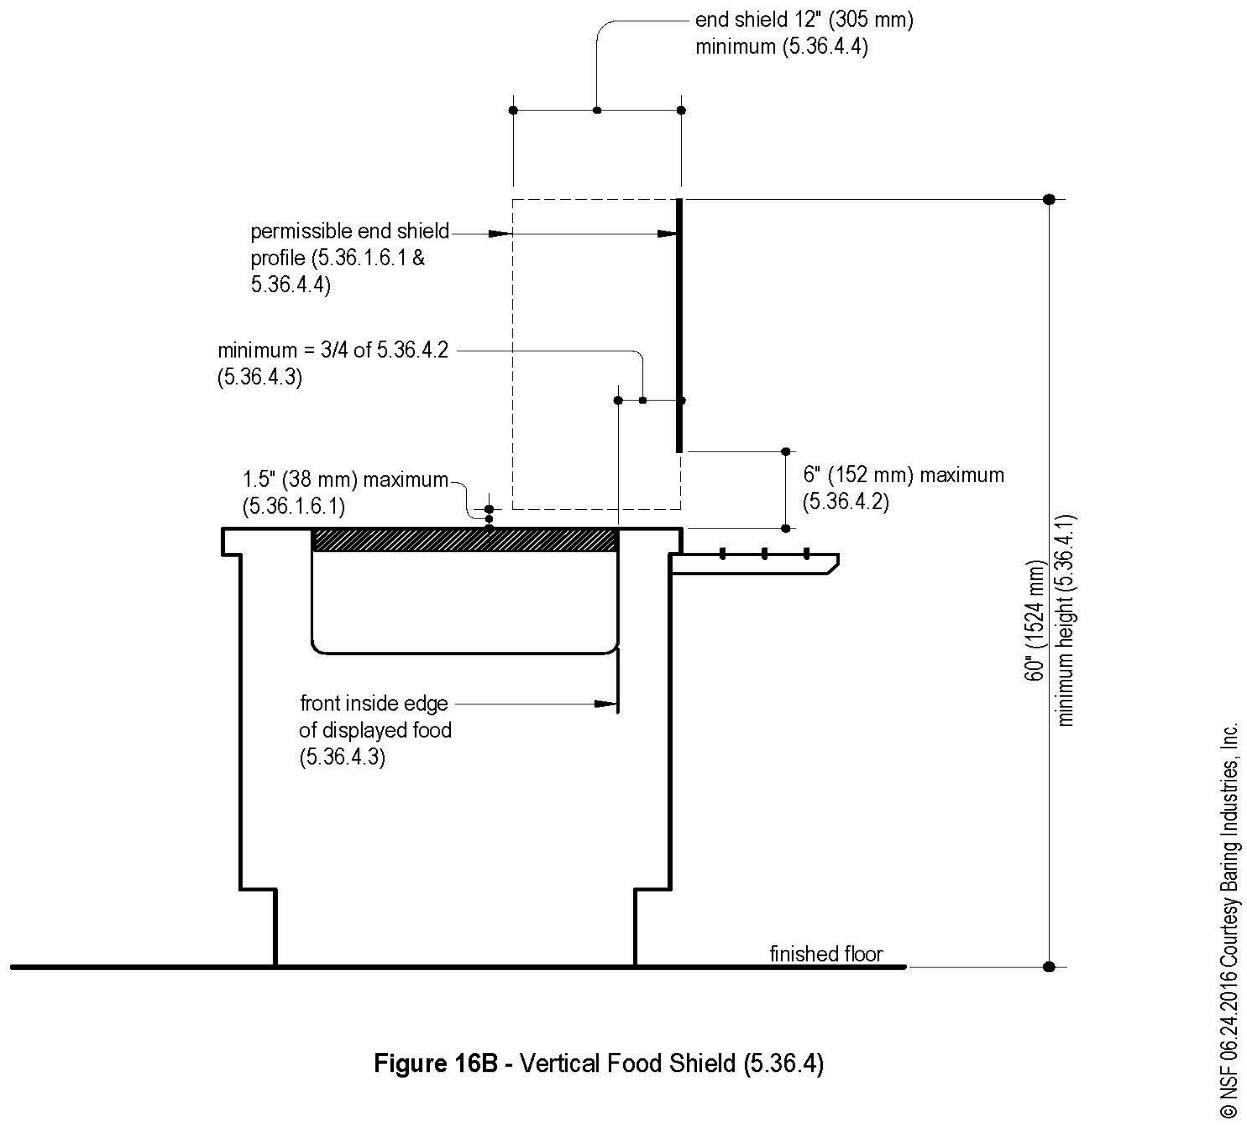 end shield 12" (305 mm)
minimum (5.36.4.4)
permissible end shield
profile (5.36.1.6.1 &
5.36.4.4)
minimum = 3/4 of 5.36.4.2
(5.36.4.3)
1.5" (38 mm) maximum
(5.36.1.6.1)
6" (152 mm) maximum
(5.36.4.2)
60" (1524 mm)
minimum height (5.36.4.1)
front inside edge
of displayed food
(5.36.4.3)
finished floor
Figure 16B - Vertical Food Shield (5.36.4)
© NSF 06.24.2016 Courtesy Baring Industries, Inc.